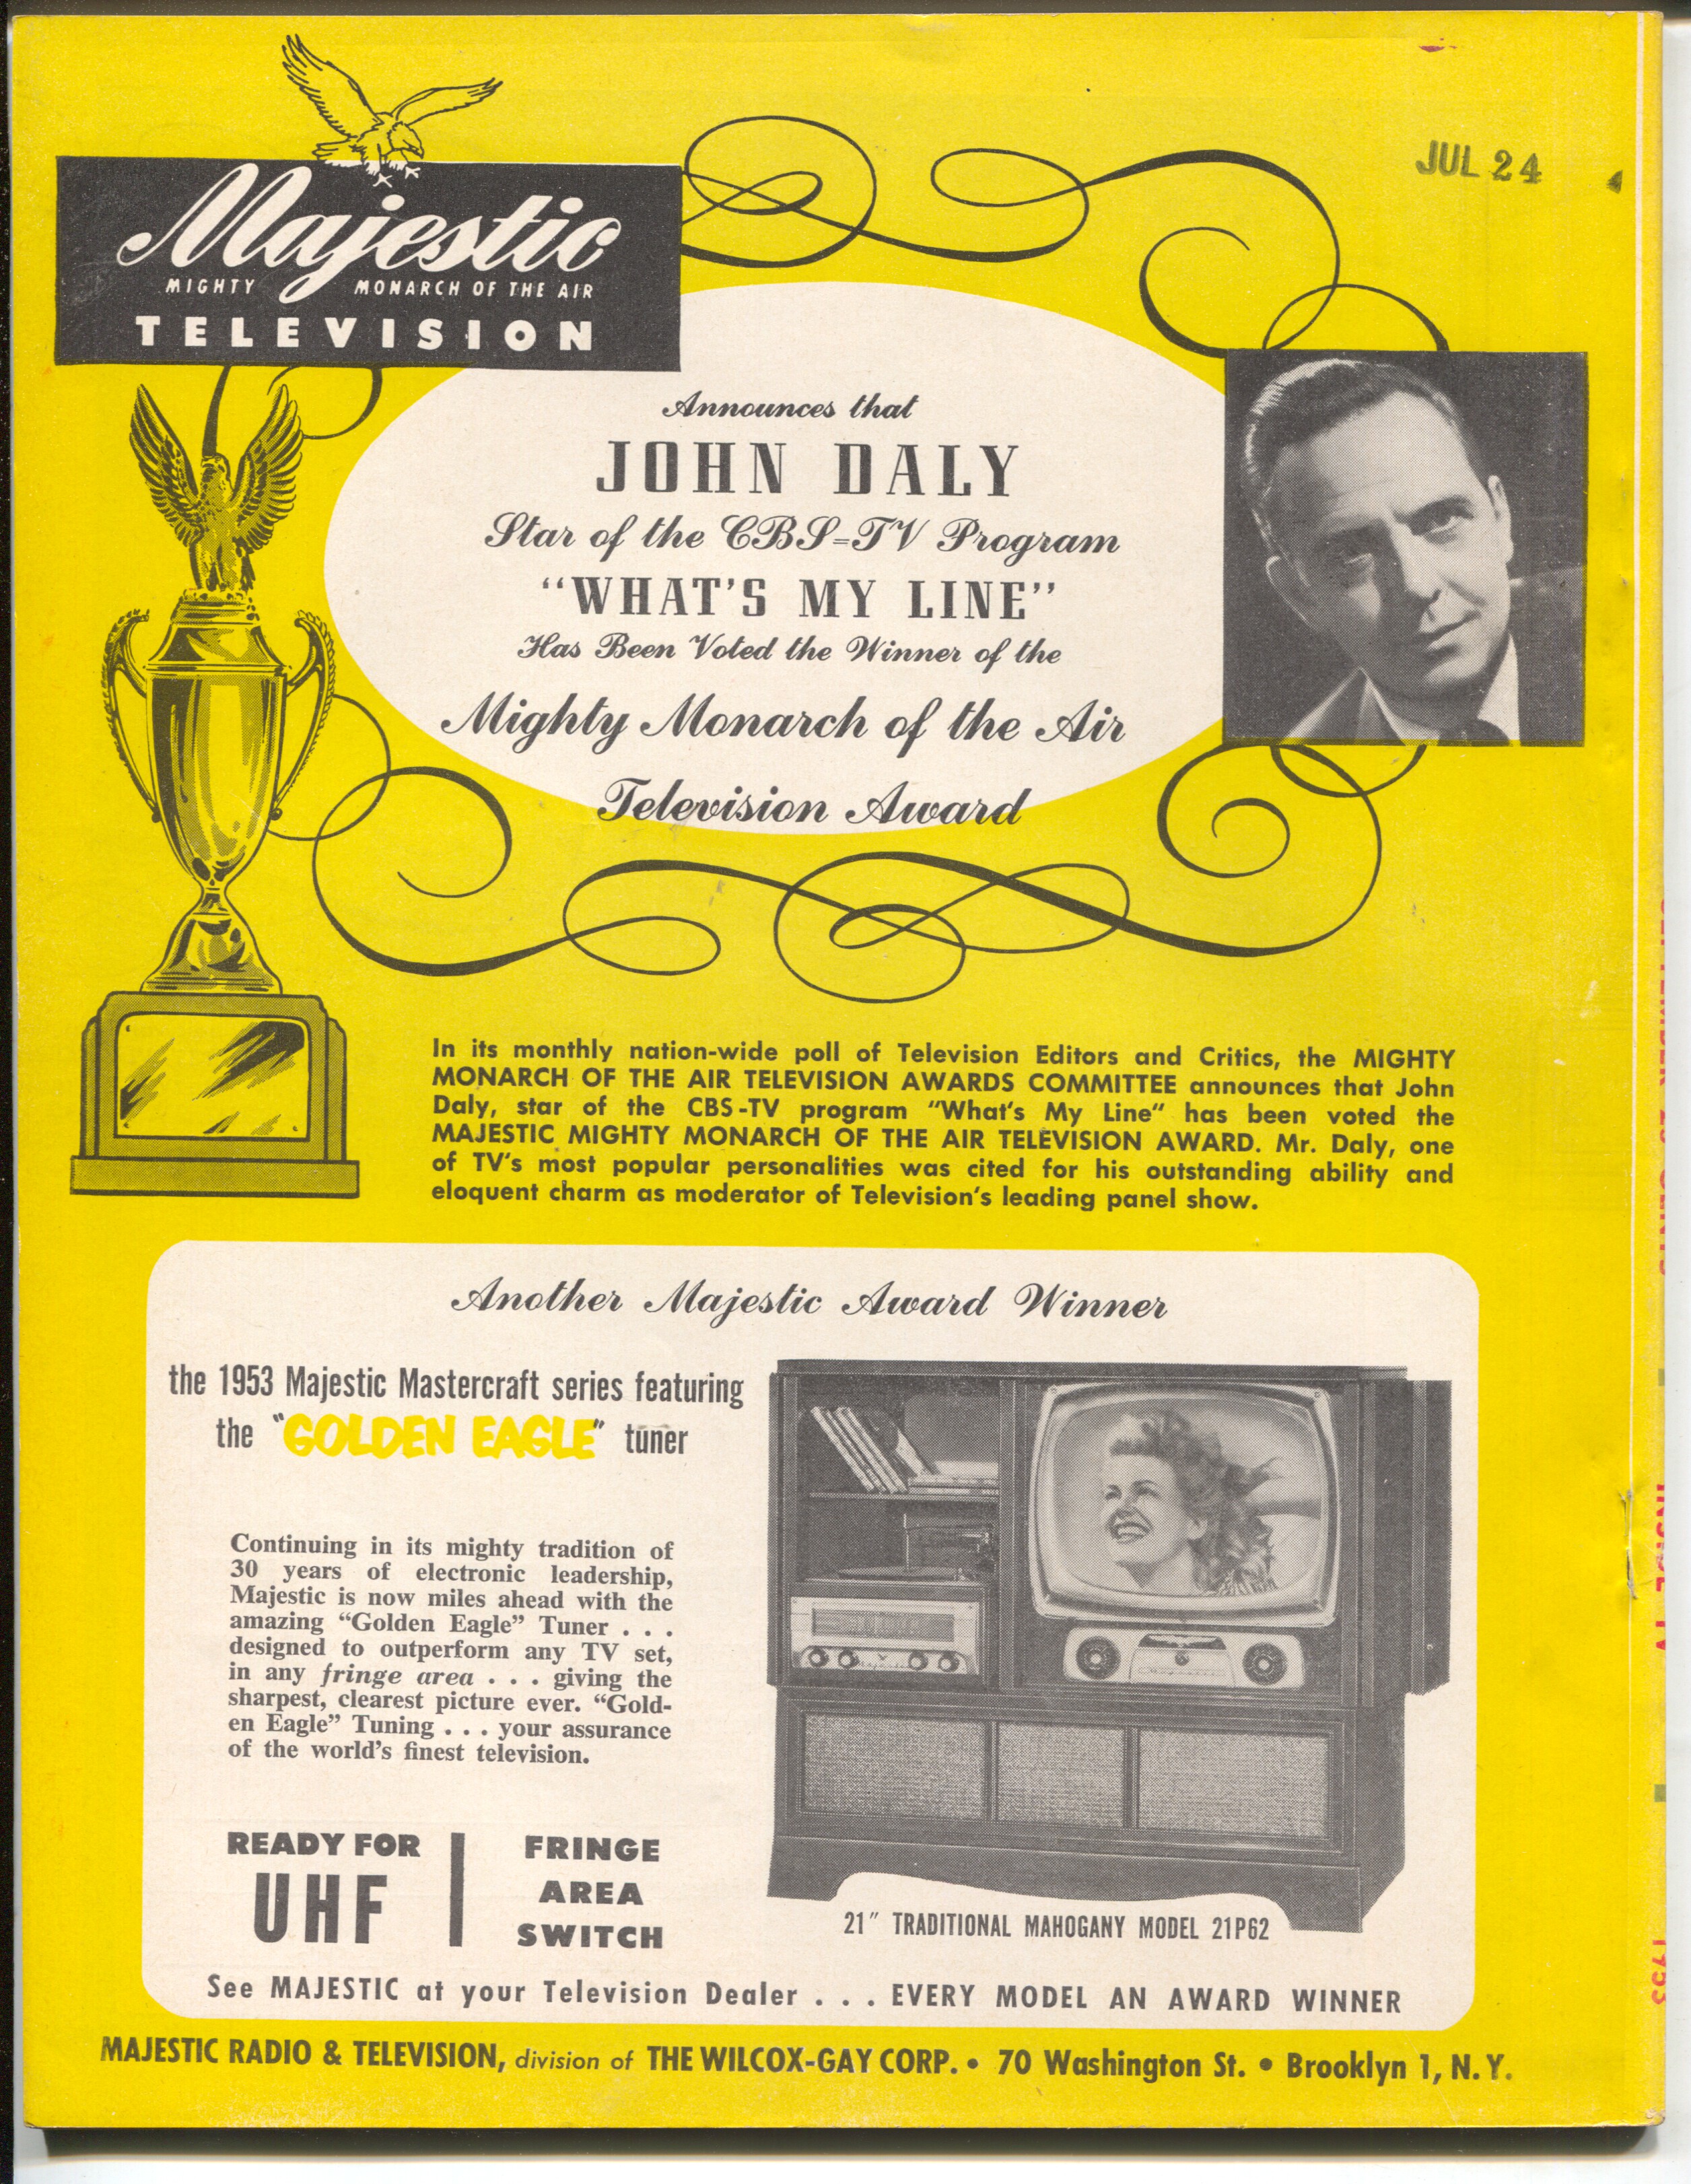 JUL 24
Majestic
MIGHTY MONARCH OF THE AIR
TELEVISION
Announces that
JOHN DALY
Star of the CBS-TV Program
"WHAT'S MY LINE"
Has Been Voted the Winner of the
Mighty Monarch of the Air
Television Award
In its monthly nation-wide poll of Television Editors and Critics, the MIGHTY
MONARCH OF THE AIR TELEVISION AWARDS COMMITTEE announces that John
Daly, star of the CBS-TV program "What's My Line" has been voted the
MAJESTIC MIGHTY MONARCH OF THE AIR TELEVISION AWARD. Mr. Daly, one
of TV's most popular personalities was cited for his outstanding ability and
eloquent charm as moderator of Television's leading panel show.
Another Majestic Award Winner
the 1953 Majestic Mastercraft series featuring
the "GOLDEN EAGLE" tuner
Continuing in its mighty tradition of
30 years of electronic leadership,
Majestic is now miles ahead with the
amazing “Golden Eagle” Tuner . . .
designed to outperform any TV set,
in any fringe area . . . giving the
sharpest, clearest picture ever. “Gold-
en Eagle” Tuning . . . your assurance
of the world’s finest television.
READY FOR
UHF
FRINGE
AREA
SWITCH
21" TRADITIONAL MAHOGANY MODEL 21P62
See MAJESTIC at your Television Dealer . . . EVERY MODEL AN AWARD WINNER
MAJESTIC RADIO & TELEVISION, division of THE WILCOX-GAY CORP. • 70 Washington St. • Brooklyn 1, N. Y.